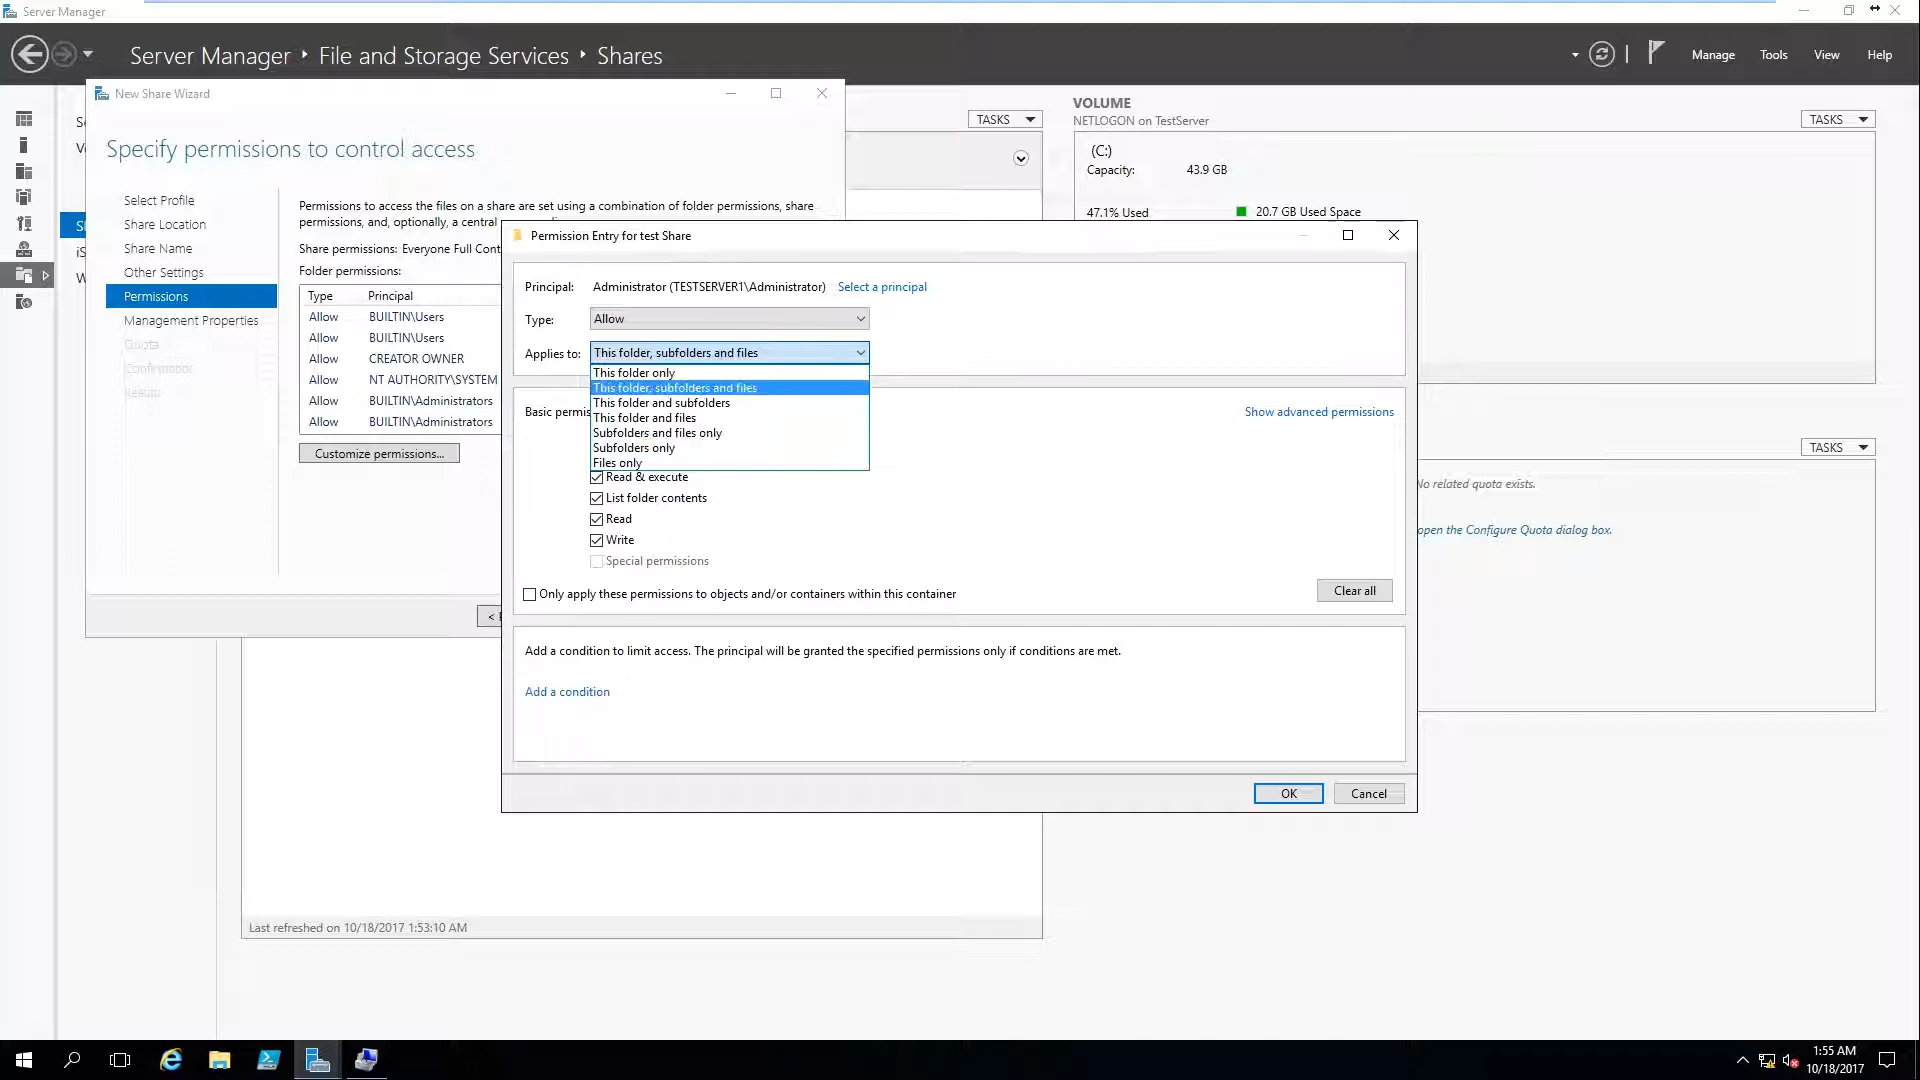 Server Manager
Server Manager ‣ File and Storage Services ‣ Shares
Manage
Tools
View
Help
New Share Wizard
Specify permissions to control access
Select Profile
Share Location
Share Name
Other Settings
Permissions
Management Properties
Quota
Confirmation
Results
Permissions to access the files on a share are set using a combination of folder permissions, share
permissions, and, optionally, a central
Share permissions: Everyone Full Cont
Folder permissions:
Type Principal
Allow BUILTIN\Users
Allow BUILTIN\Users
Allow CREATOR OWNER
Allow NT AUTHORITY\SYSTEM
Allow BUILTIN\Administrators
Allow BUILTIN\Administrators
Customize permissions...
TASKS
VOLUME
NETLOGON on TestServer
TASKS
(C:)
Capacity: 43.9 GB
47.1% Used
20.7 GB Used Space
Permission Entry for test Share
Principal: Administrator (TESTSERVER1\Administrator) Select a principal
Type: Allow
Applies to: This folder, subfolders and files
This folder only
This folder, subfolders and files
This folder and subfolders
This folder and files
Subfolders and files only
Subfolders only
Files only
Basic permis
Show advanced permissions
Read & execute
List folder contents
Read
Write
Special permissions
Only apply these permissions to objects and/or containers within this container
Clear all
Add a condition to limit access. The principal will be granted the specified permissions only if conditions are met.
Add a condition
OK
Cancel
TASKS
No related quota exists.
open the Configure Quota dialog box.
Last refreshed on 10/18/2017 1:53:10 AM
1:55 AM
10/18/2017